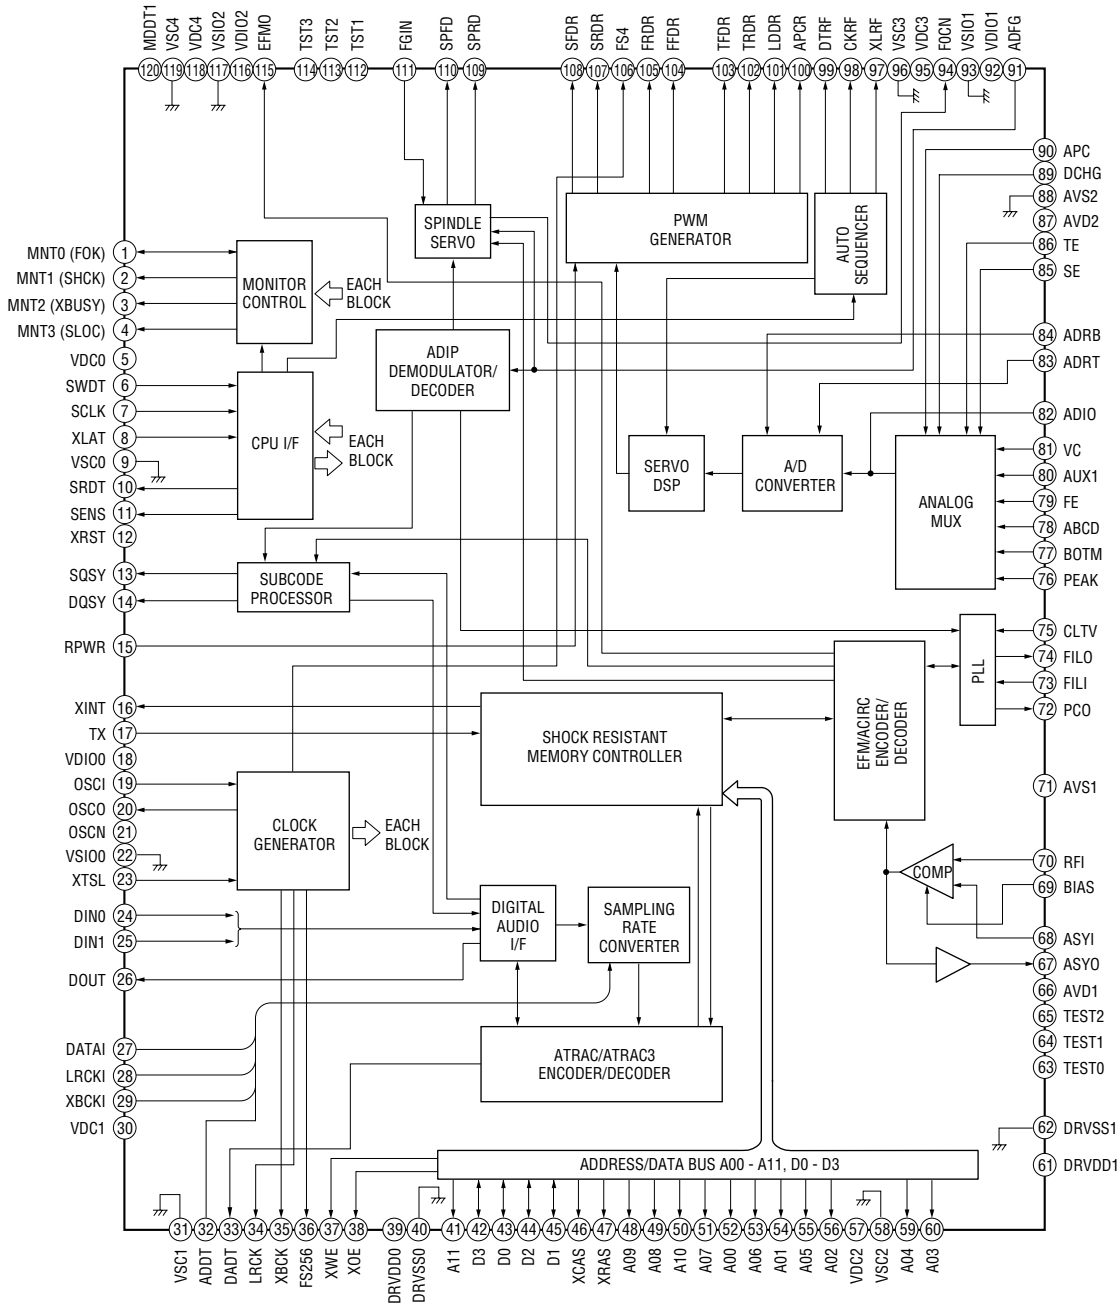 MDDT1
VSC4
VDC4
VSIO2
VDIO2
EFMO
TST3
TST2
TST1
FGIN
SPFD
SPRD
SFDR
SRDR
FS4
FRDR
FFDR
TFDR
TRDR
LDDR
APCR
DTRF
CKRF
XLRF
VSC3
VDC3
FOCN
VSIO1
VDIO1
ADFG
120 119 118 117 116 115 114 113 112 111 110 109 108 107 106 105 104 103 102 101 100 99 98 97 96 95 94 93 92 91
90 APC
89 DCHG
88 AVS2
87 AVD2
86 TE
85 SE
84 ADRB
83 ADRT
82 ADIO
81 VC
80 AUX1
79 FE
78 ABCD
77 BOTM
76 PEAK
75 CLTV
74 FILO
73 FILI
72 PCO
71 AVS1
70 RFI
69 BIAS
68 ASYI
67 ASYO
66 AVD1
65 TEST2
64 TEST1
63 TEST0
62 DRVSS1
61 DRVDD1
MNT0 (FOK) 1
MNT1 (SHCK) 2
MNT2 (XBUSY) 3
MNT3 (SLOC) 4
VDC0 5
SWDT 6
SCLK 7
XLAT 8
VSC0 9
SRDT 10
SENS 11
XRST 12
SQSY 13
DQSY 14
RPWR 15
XINT 16
TX 17
VDIO0 18
OSCI 19
OSCO 20
OSCN 21
VSIO0 22
XTSL 23
DIN0 24
DIN1 25
DOUT 26
DATAI 27
LRCKI 28
XBCKI 29
VDC1 30
SPINDLE
SERVO
PWM
GENERATOR
AUTO
SEQUENCER
MONITOR
CONTROL
EACH
BLOCK
ADIP
DEMODULATOR/
DECODER
CPU I/F
EACH
BLOCK
SERVO
DSP
A/D
CONVERTER
ANALOG
MUX
SUBCODE
PROCESSOR
PLL
EFM/ACIRC
ENCODER/
DECODER
SHOCK RESISTANT
MEMORY CONTROLLER
CLOCK
GENERATOR
EACH
BLOCK
COMP
DIGITAL
AUDIO
I/F
SAMPLING
RATE
CONVERTER
ATRAC/ATRAC3
ENCODER/DECODER
ADDRESS/DATA BUS A00 - A11, D0 - D3
31 32 33 34 35 36 37 38 39 40 41 42 43 44 45 46 47 48 49 50 51 52 53 54 55 56 57 58 59 60
VSC1
ADDT
DADT
LRCK
XBCK
FS256
XWE
XOE
DRVDD0
DRVSS0
A11
D3
D0
D2
D1
XCAS
XRAS
A09
A08
A10
A07
A00
A06
A01
A05
A02
VDC2
VSC2
A04
A03